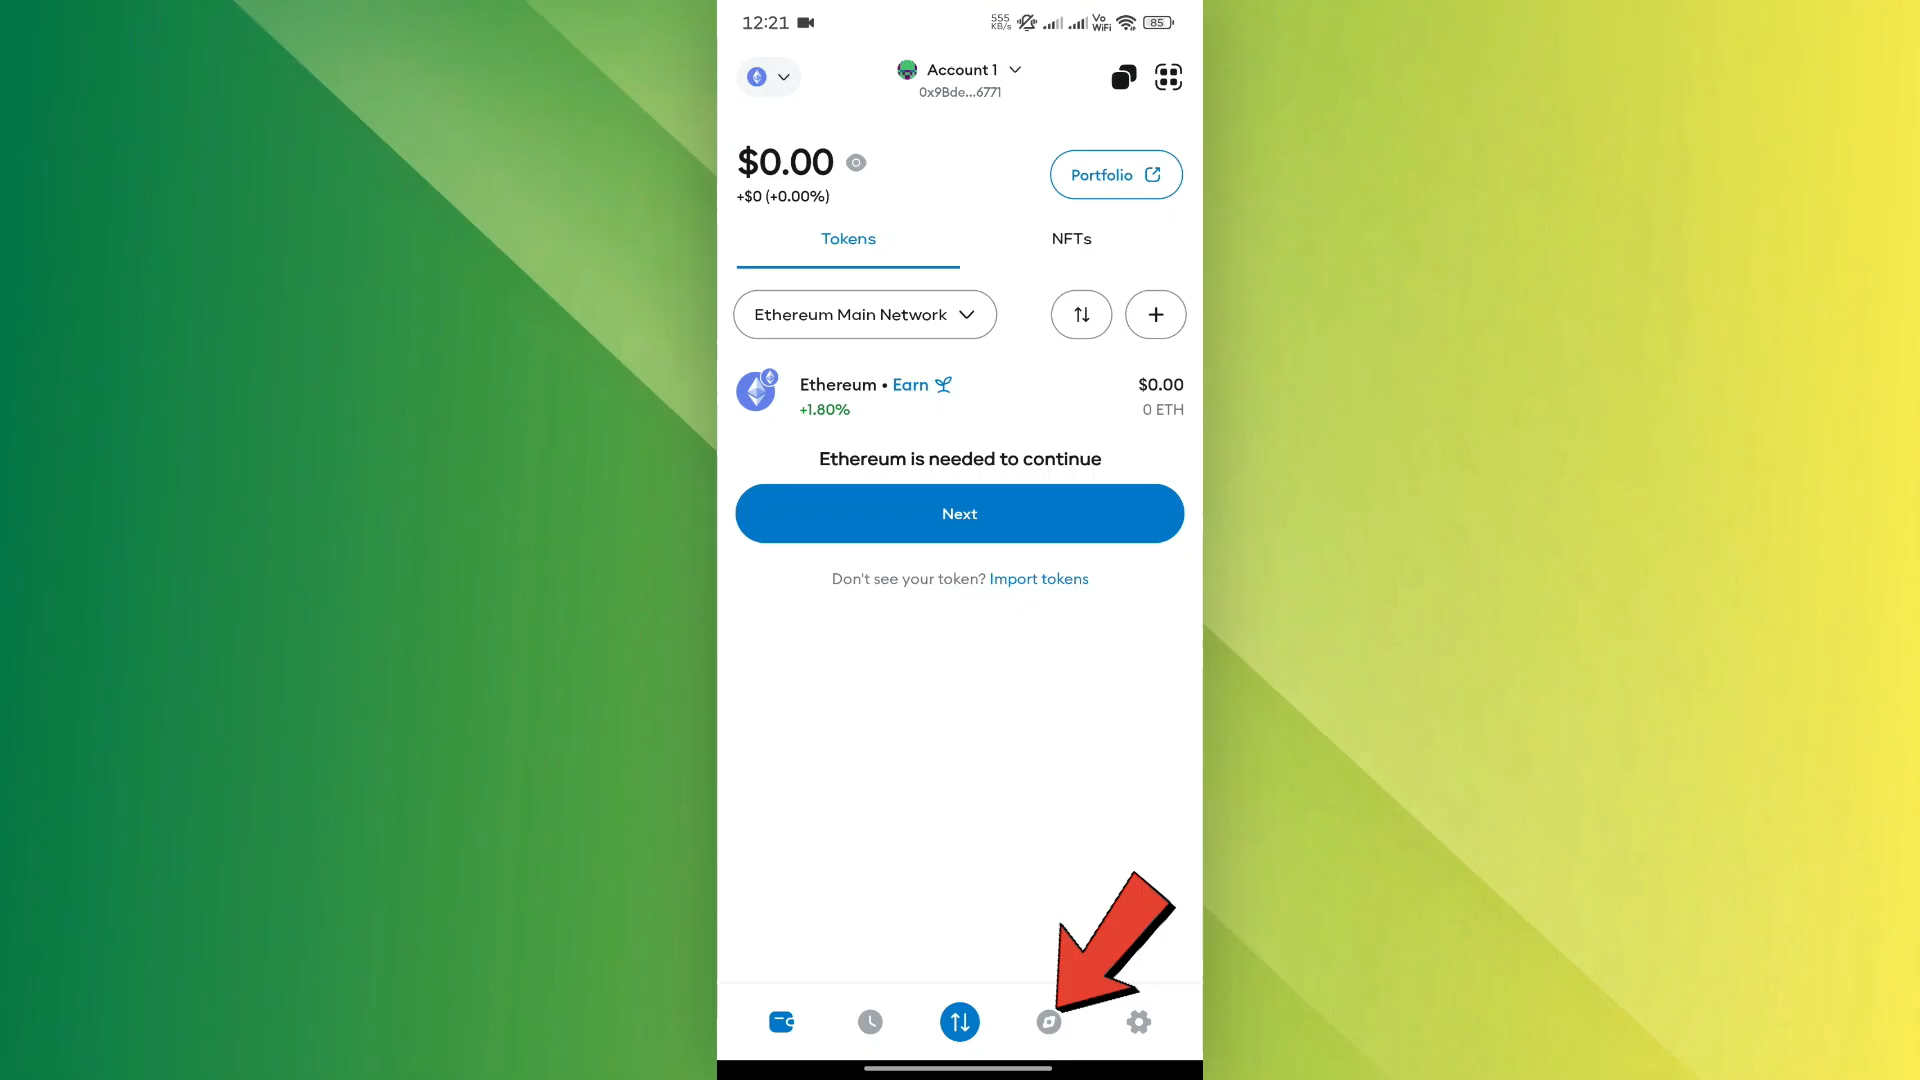 12:21
555 KB/s
Vo WiFi
85
Account 1
0x9Bde...6771
$0.00
+$0 (+0.00%)
Portfolio
Tokens
NFTs
Ethereum Main Network
Ethereum • Earn
$0.00
+1.80%
0 ETH
Ethereum is needed to continue
Next
Don't see your token? Import tokens